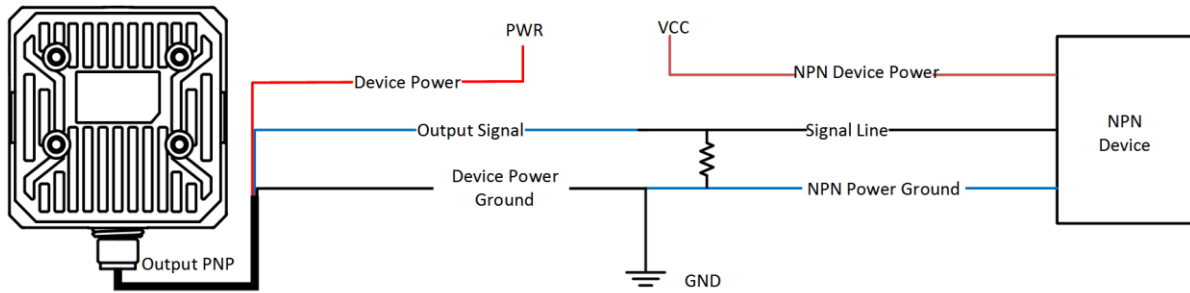 PWR
VCC
Device Power
NPN Device Power
Output Signal
Signal Line
NPN
Device
Device Power
Ground
NPN Power Ground
Output PNP
GND